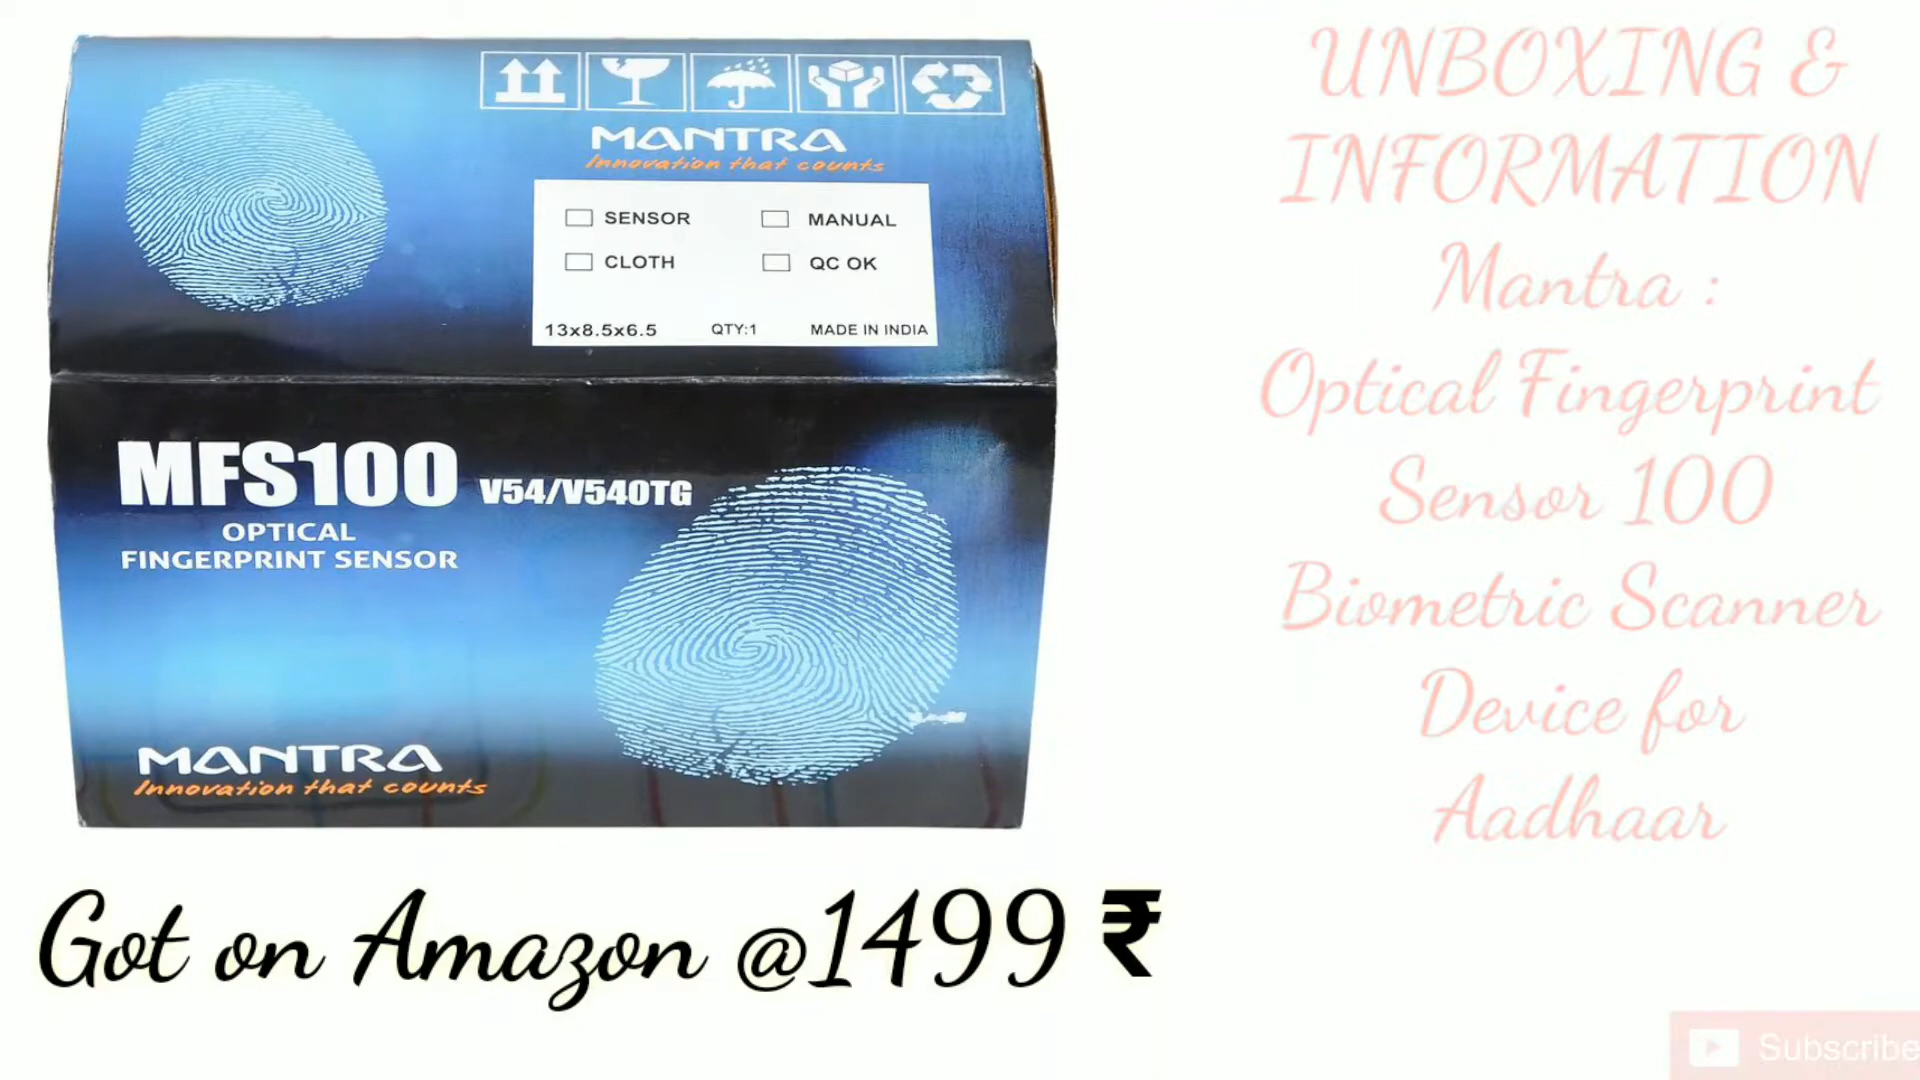 MANTRA
Innovation that counts
SENSOR
MANUAL
CLOTH
QC OK
13x8.5x6.5
QTY:1
MADE IN INDIA
MFS100 V54/V54OTG
OPTICAL
FINGERPRINT SENSOR
MANTRA
Innovation that counts
Got on Amazon @1499 ₹
UNBOXING &
INFORMATION
Mantra :
Optical Fingerprint
Sensor 100
Biometric Scanner
Device for
Aadhaar
Subscribe